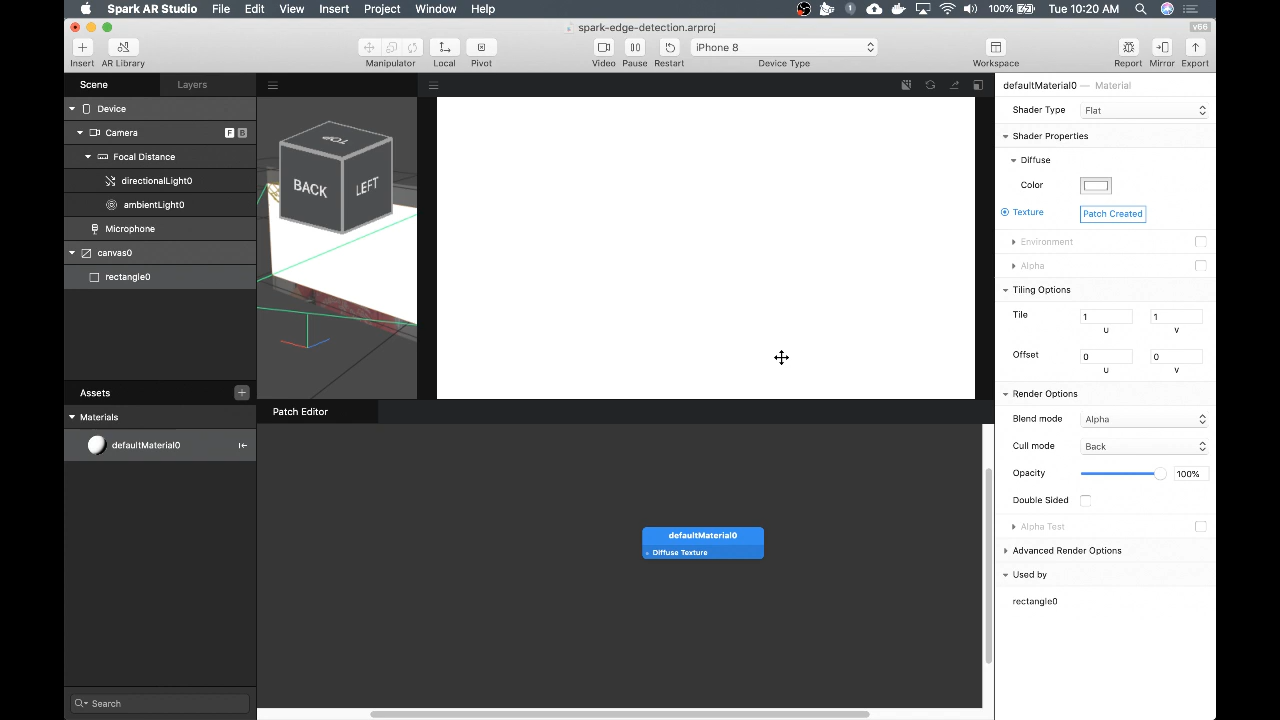 Spark AR Studio File Edit View Insert Project Window Help 100% Tue 10:20 AM
spark-edge-detection.arproj v66
iPhone 8
Insert AR Library Manipulator Local Pivot Video Pause Restart Device Type Workspace Report Mirror Export
Scene Layers
Device
Camera F B
Focal Distance
directionalLight0
ambientLight0
Microphone
canvas0
rectangle0
TOP
BACK LEFT
Assets
Materials
defaultMaterial0
Search
Patch Editor
defaultMaterial0
Diffuse Texture
defaultMaterial0 — Material
Shader Type Flat
Shader Properties
Diffuse
Color
Texture Patch Created
Environment
Alpha
Tiling Options
Tile 1 1
U V
Offset 0 0
U V
Render Options
Blend mode Alpha
Cull mode Back
Opacity 100%
Double Sided
Alpha Test
Advanced Render Options
Used by
rectangle0